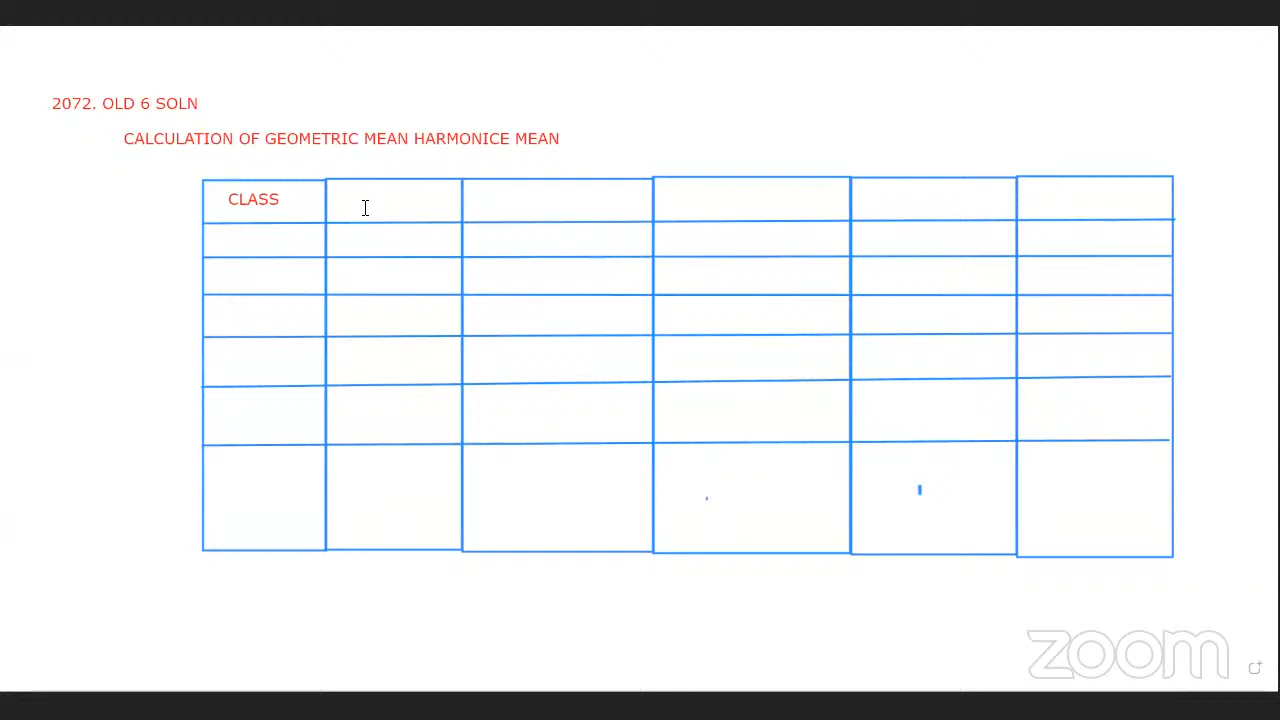 2072. OLD 6 SOLN
CALCULATION OF GEOMETRIC MEAN HARMONICE MEAN
CLASS
zoom